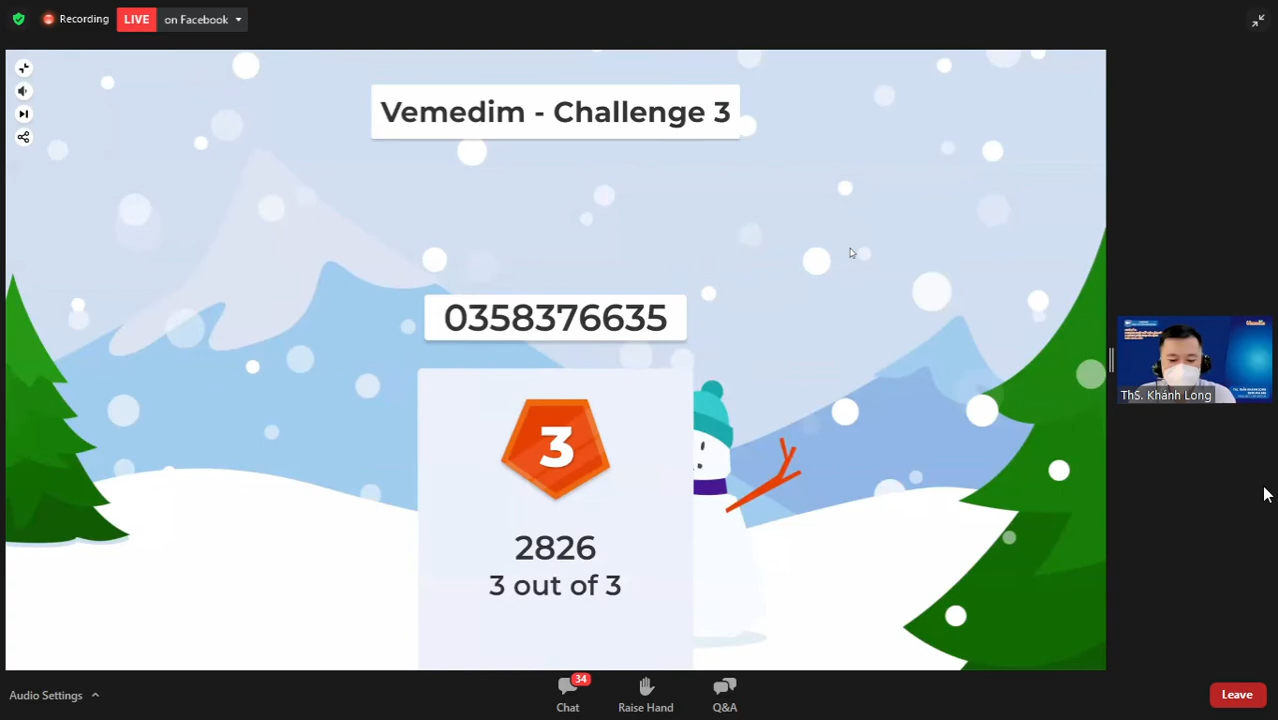 Recording
LIVE on Facebook
Vemedim - Challenge 3
0358376635
3
2826
3 out of 3
ThS. Khánh Long
Audio Settings
34
Chat
Raise Hand
Q&A
Leave